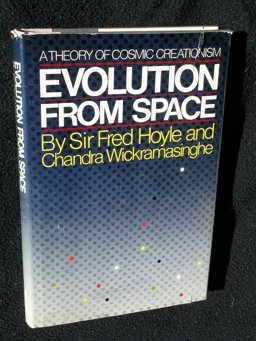 A THEORY OF COSMIC CREATIONISM
EVOLUTION
FROM SPACE
By Sir Fred Hoyle and
Chandra Wickramasinghe
EVOLUTION FROM SPACE